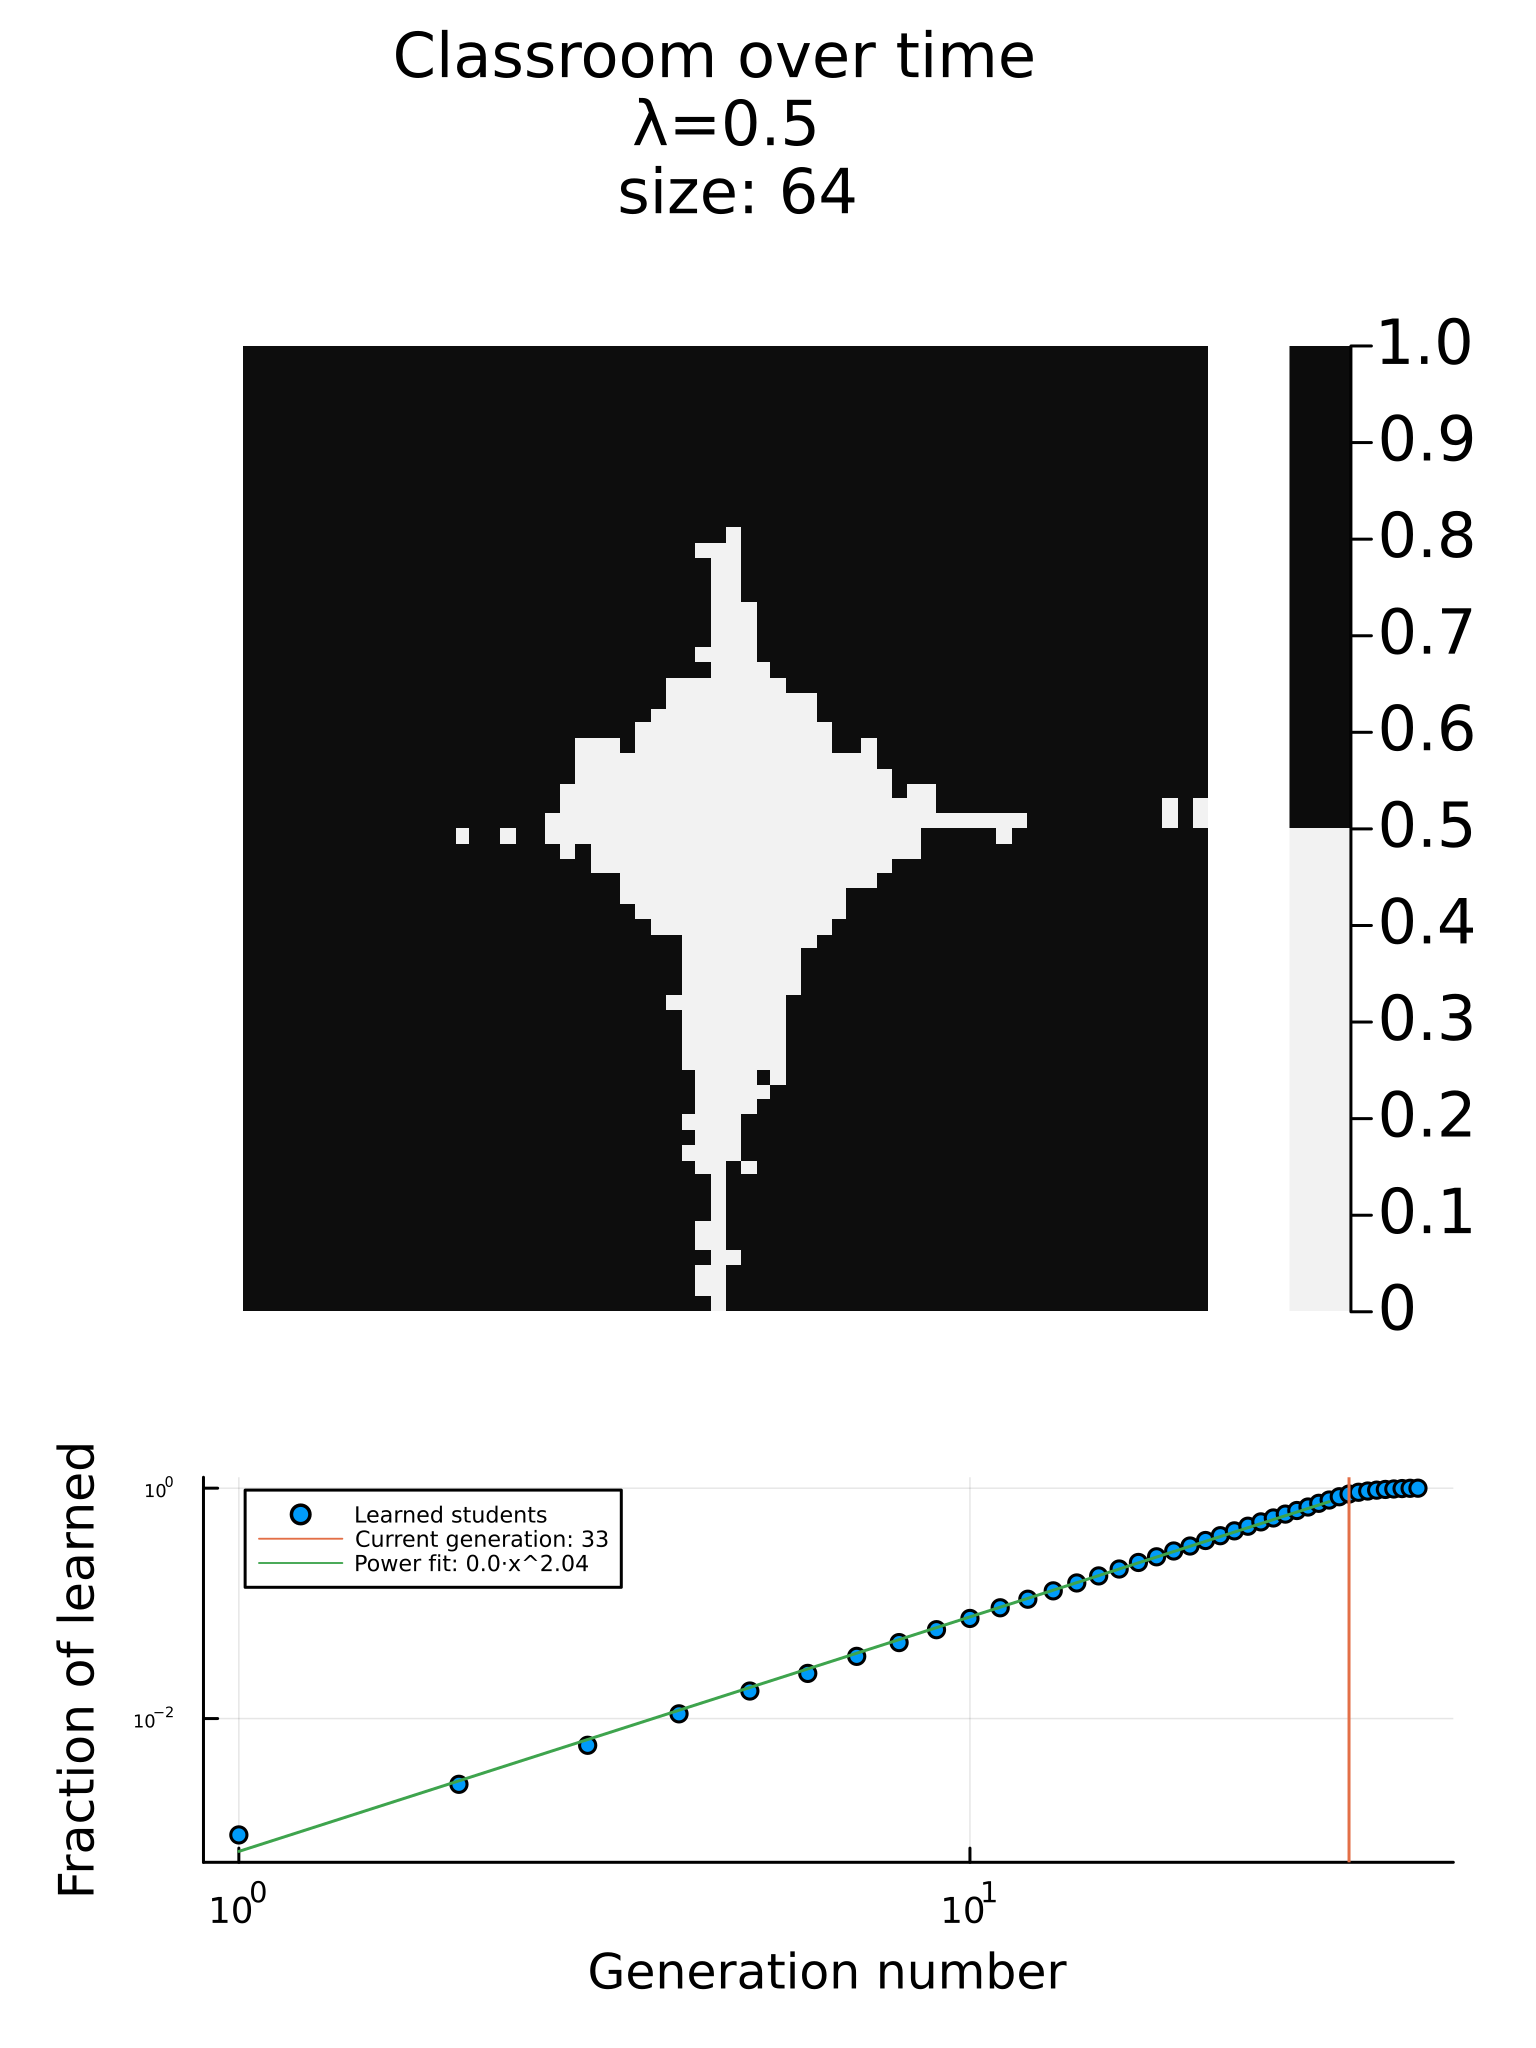 Classroom over time
λ=0.5
size: 64
1.0
0.9
0.8
0.7
0.6
0.5
0.4
0.3
0.2
0.1
0
Fraction of learned
10^0
10^−2
Learned students
Current generation: 33
Power fit: 0.0·x^2.04
10^0
10^1
Generation number